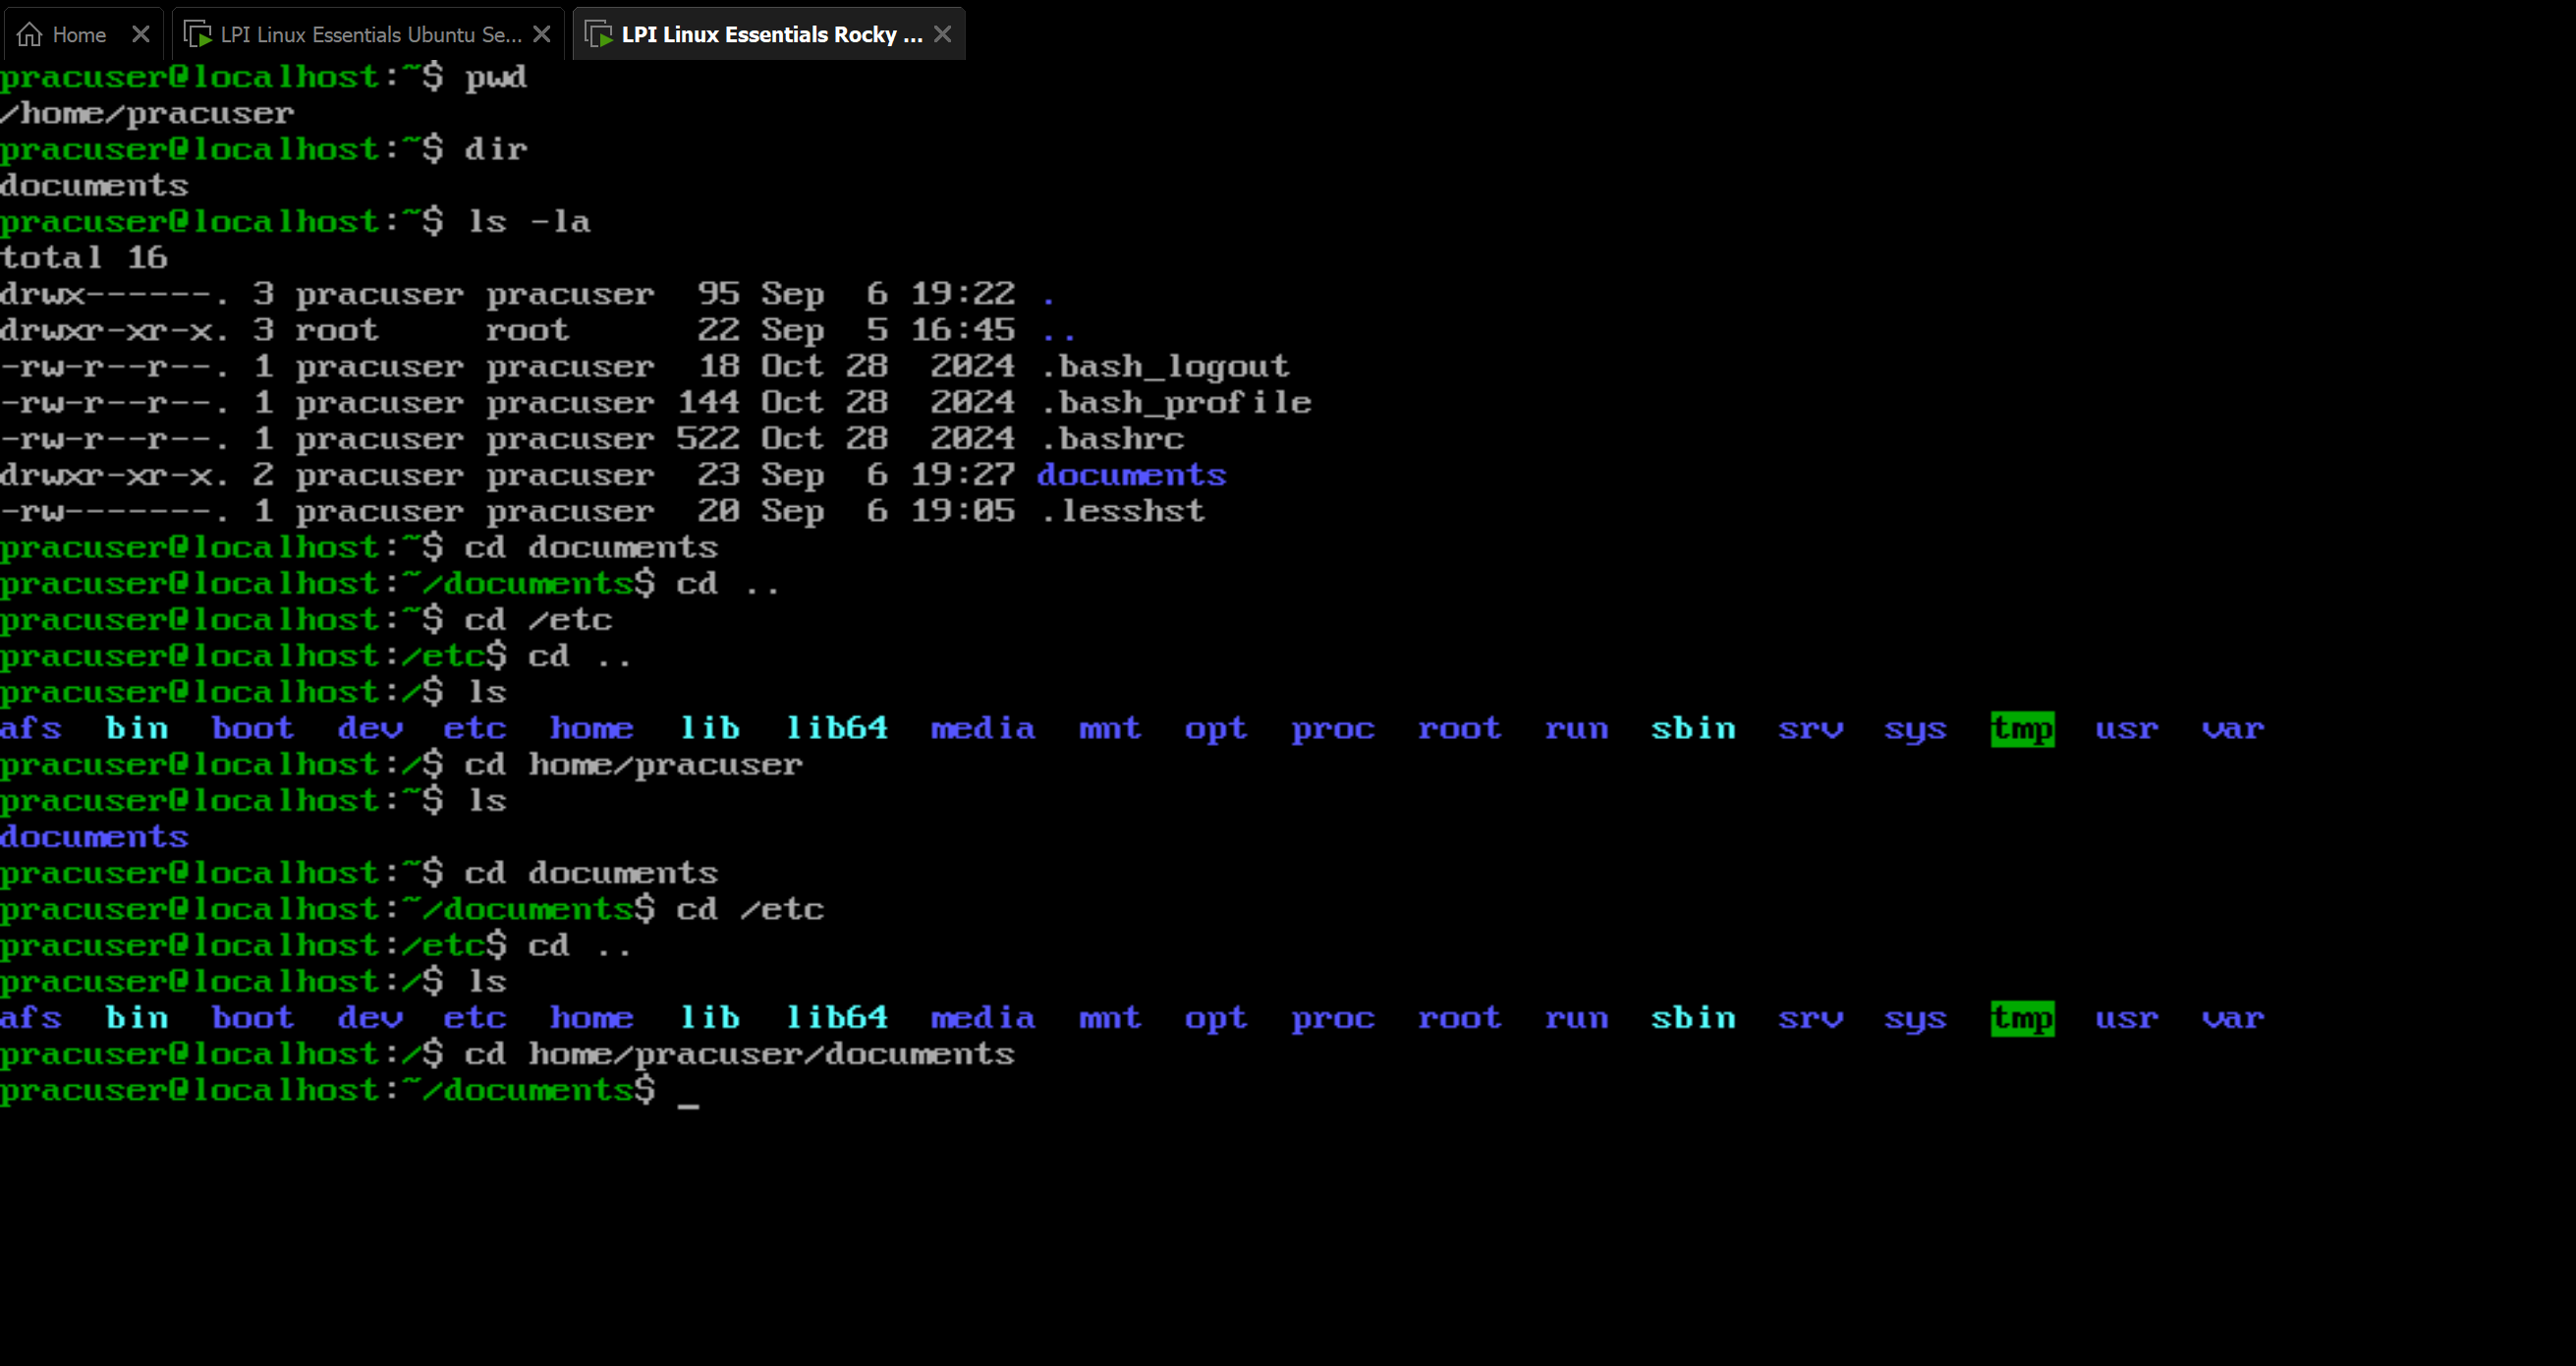 Home
LPI Linux Essentials Ubuntu Se...
LPI Linux Essentials Rocky ...
pracuser@localhost:~$ pwd
/home/pracuser
pracuser@localhost:~$ dir
documents
pracuser@localhost:~$ ls -la
total 16
drwx------. 3 pracuser pracuser  95 Sep  6 19:22 .
drwxr-xr-x. 3 root     root      22 Sep  5 16:45 ..
-rw-r--r--. 1 pracuser pracuser  18 Oct 28  2024 .bash_logout
-rw-r--r--. 1 pracuser pracuser 144 Oct 28  2024 .bash_profile
-rw-r--r--. 1 pracuser pracuser 522 Oct 28  2024 .bashrc
drwxr-xr-x. 2 pracuser pracuser  23 Sep  6 19:27 documents
-rw-------. 1 pracuser pracuser  20 Sep  6 19:05 .lesshst
pracuser@localhost:~$ cd documents
pracuser@localhost:~/documents$ cd ..
pracuser@localhost:~$ cd /etc
pracuser@localhost:/etc$ cd ..
pracuser@localhost:/$ ls
afs  bin  boot  dev  etc  home  lib  lib64  media  mnt  opt  proc  root  run  sbin  srv  sys  tmp  usr  var
pracuser@localhost:/$ cd home/pracuser
pracuser@localhost:~$ ls
documents
pracuser@localhost:~$ cd documents
pracuser@localhost:~/documents$ cd /etc
pracuser@localhost:/etc$ cd ..
pracuser@localhost:/$ ls
afs  bin  boot  dev  etc  home  lib  lib64  media  mnt  opt  proc  root  run  sbin  srv  sys  tmp  usr  var
pracuser@localhost:/$ cd home/pracuser/documents
pracuser@localhost:~/documents$ _